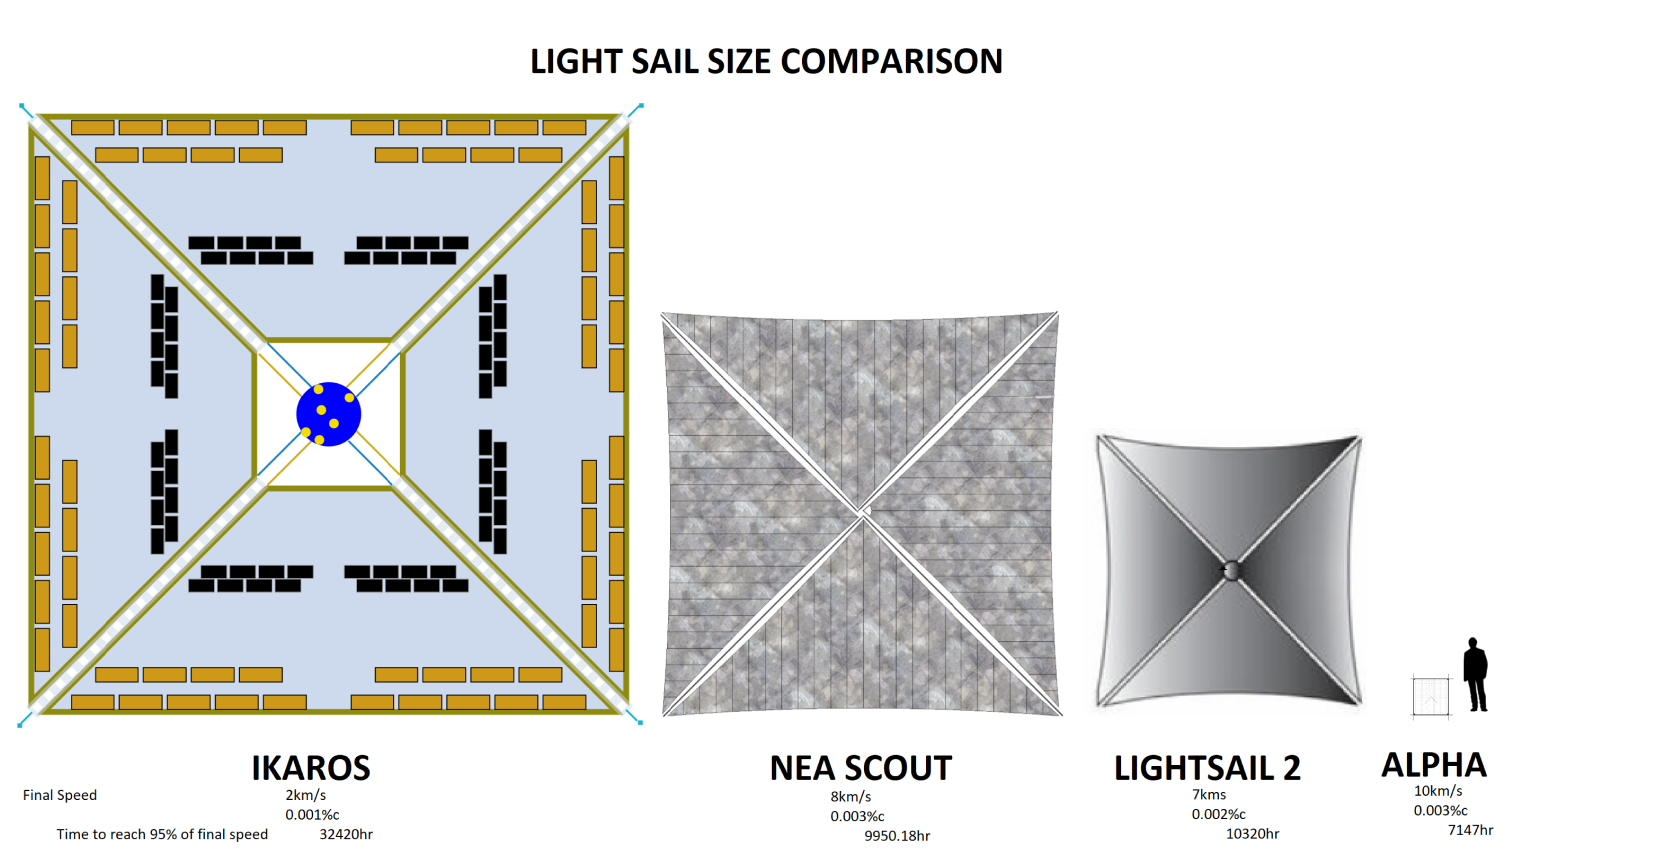 LIGHT SAIL SIZE COMPARISON
IKAROS
NEA SCOUT
LIGHTSAIL 2
ALPHA
Final Speed
2km/s
8km/s
7kms
10km/s
0.001%c
0.003%c
0.002%c
0.003%c
Time to reach 95% of final speed
32420hr
9950.18hr
10320hr
7147hr